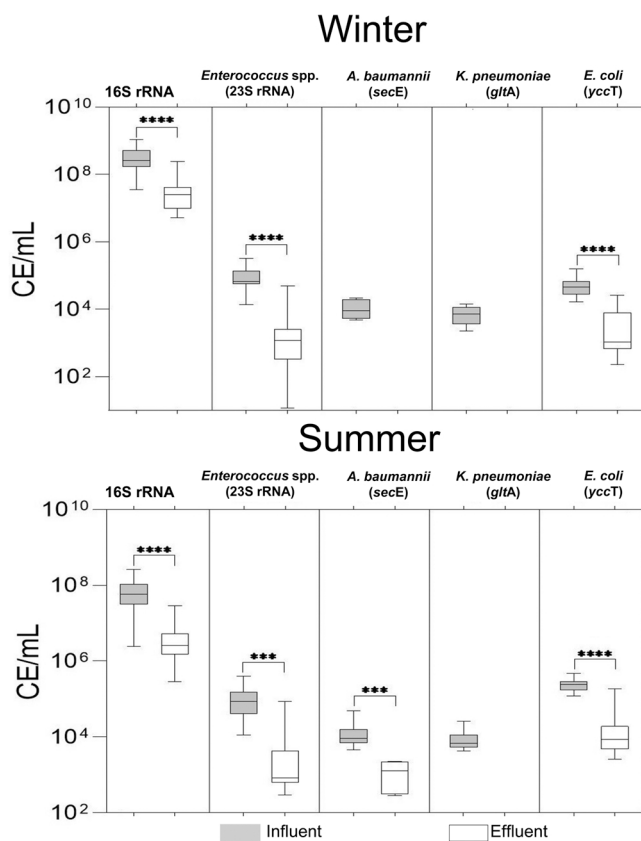 Winter
16S rRNA
Enterococcus spp.
(23S rRNA)
A. baumannii
(secE)
K. pneumoniae
(gltA)
E. coli
(yccT)
CE/mL
10^10
10^8
10^6
10^4
10^2
****
****
****
Summer
16S rRNA
Enterococcus spp.
(23S rRNA)
A. baumannii
(secE)
K. pneumoniae
(gltA)
E. coli
(yccT)
CE/mL
10^10
10^8
10^6
10^4
10^2
****
***
***
****
Influent
Effluent